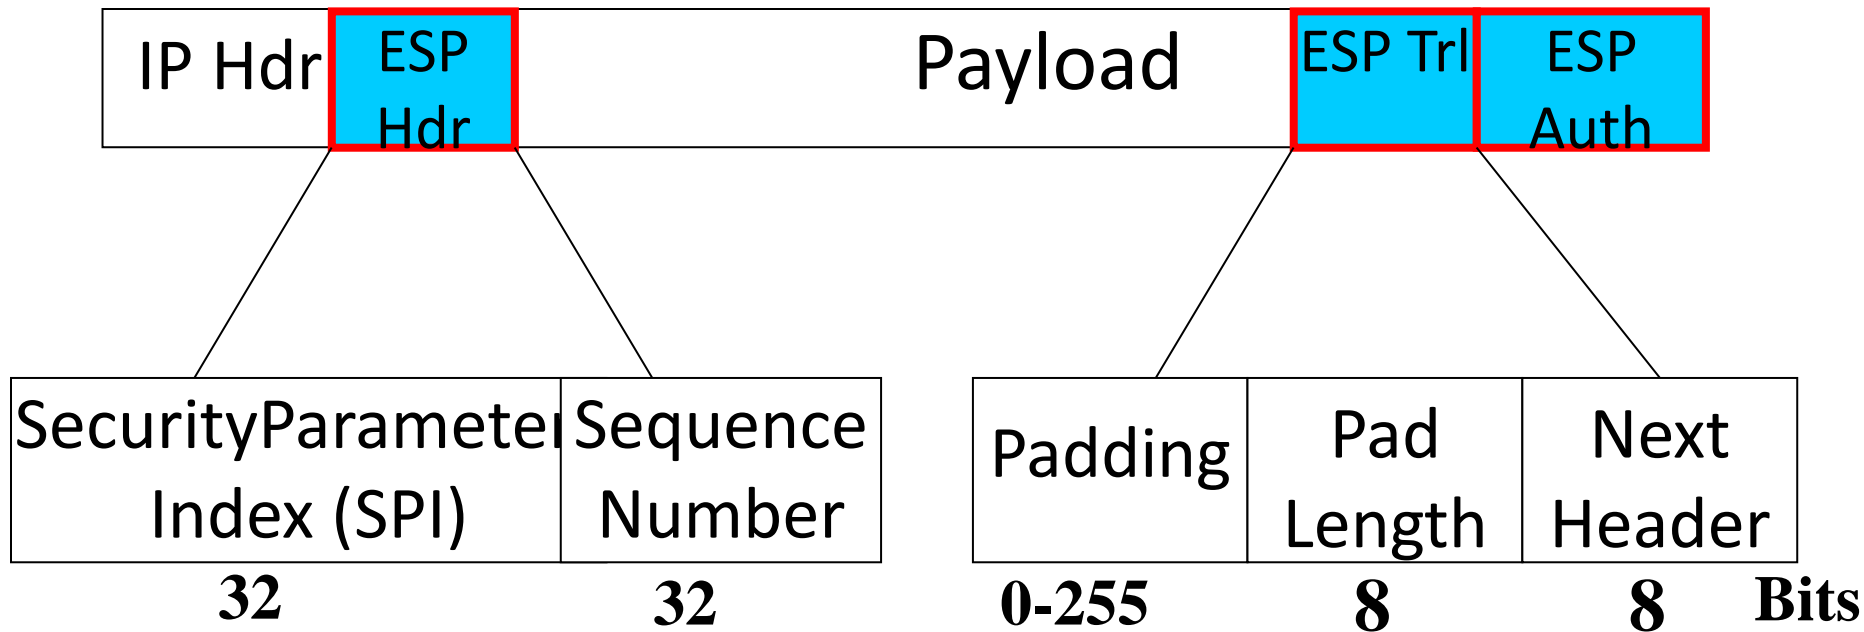 IP Hdr
ESP
Hdr
Payload
ESP Trl
ESP
Auth
SecurityParameter
Index (SPI)
Sequence
Number
Padding
Pad
Length
Next
Header
32
32
0-255
8
8
Bits